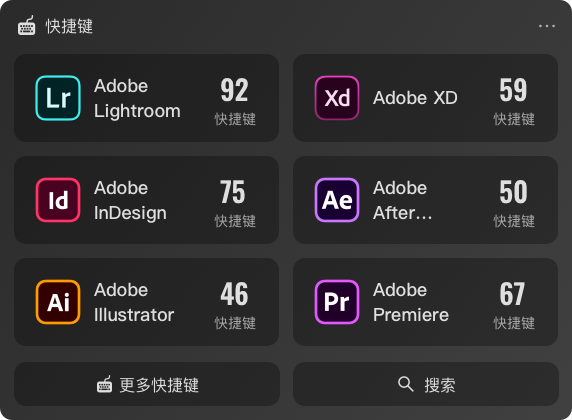 快捷键
Lr
Adobe
Lightroom
92
快捷键
Xd
Adobe XD
59
快捷键
Id
Adobe
InDesign
75
快捷键
Ae
Adobe
After...
50
快捷键
Ai
Adobe
Illustrator
46
快捷键
Pr
Adobe
Premiere
67
快捷键
更多快捷键
搜索